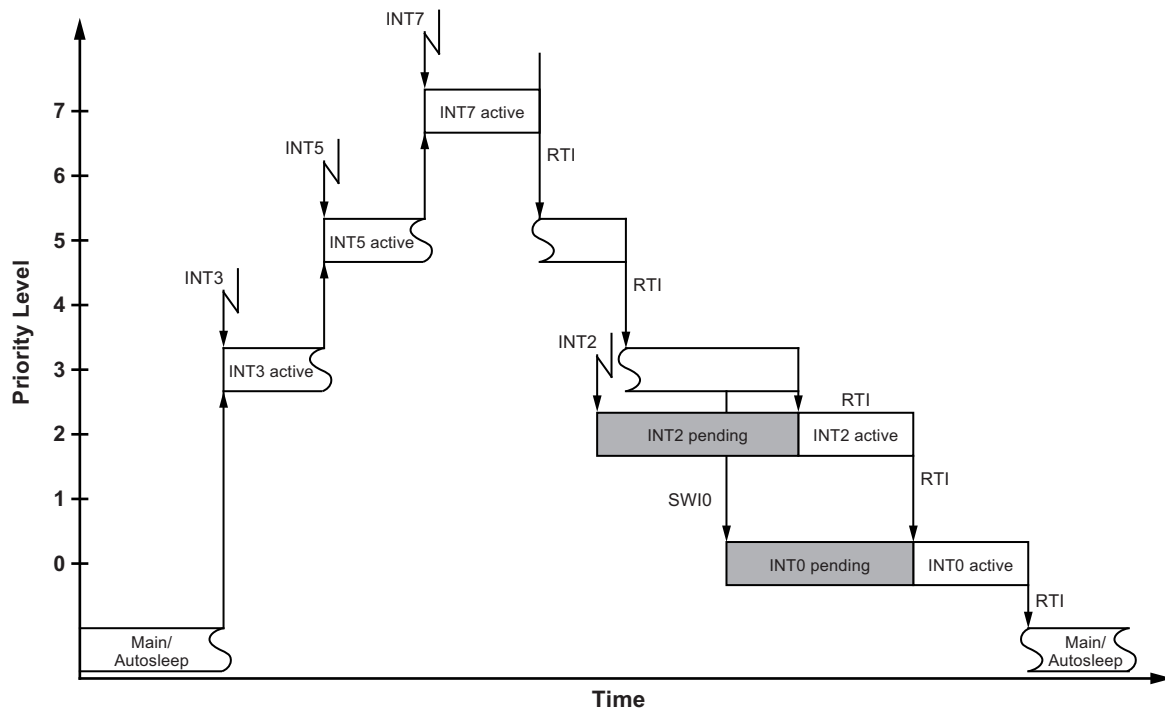 INT7
7
INT7 active
INT5
RTI
6
5
INT5 active
INT3
RTI
4
INT2
3
INT3 active
RTI
2
INT2 pending
INT2 active
RTI
1
SWI0
0
INT0 pending
INT0 active
RTI
Main/
Autosleep
Main/
Autosleep
Priority Level
Time